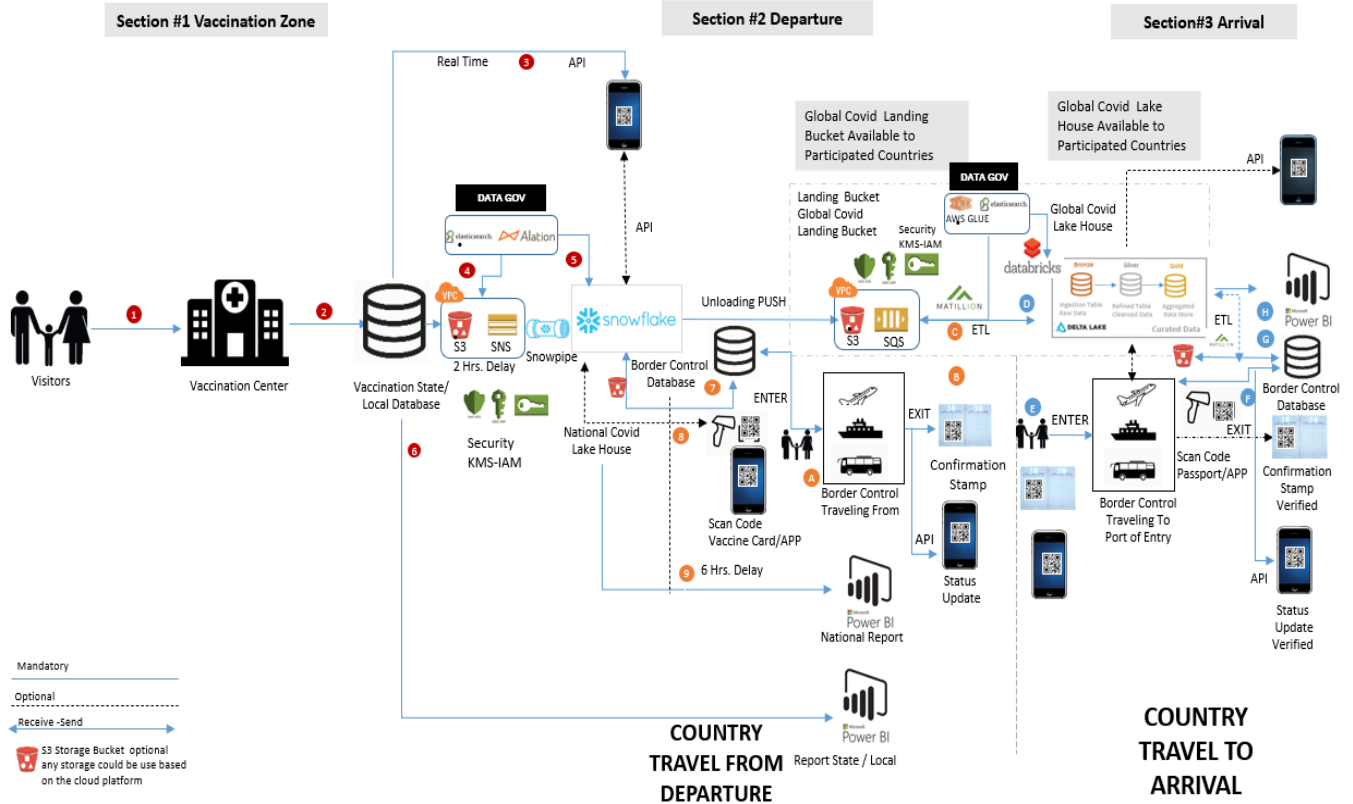 Section #1 Vaccination Zone
Section #2 Departure
Section#3 Arrival
Real Time
3
API
Global Covid Landing
Bucket Available to
Participated Countries
Global Covid Lake
House Available to
Participated Countries
API
DATA GOV
elasticsearch.
Alation
4
5
API
DATA GOV
AWS GLUE
elasticsearch
Landing Bucket
Global Covid
Landing Bucket
Security
KMS-IAM
Global Covid
Lake House
databricks
Bronze
Silver
Gold
Ingestion Table
Raw Data
Refined Table
Cleansed Data
Aggregated
Data Store
DELTA LAKE
Curated Data
1
Visitors
Vaccination Center
2
Vaccination State/
Local Database
VPC
S3
SNS
2 Hrs. Delay
Snowpipe
snowflake
Unloading PUSH
VPC
S3
SQS
MATILLION
C
ETL
D
ETL
MATILLION
H
Microsoft
Power BI
G
Border Control
Database
Security
KMS-IAM
National Covid
Lake House
Border Control
Database
7
ENTER
A
Border Control
Traveling From
EXIT
B
Confirmation
Stamp
API
Status
Update
6
8
Scan Code
Vaccine Card/APP
9
6 Hrs. Delay
Microsoft
Power BI
National Report
Microsoft
Power BI
Report State / Local
E
ENTER
Border Control
Traveling To
Port of Entry
F
Scan Code
Passport/APP
EXIT
Confirmation
Stamp
Verified
API
Status
Update
Verified
Mandatory
Optional
Receive -Send
S3 Storage Bucket optional
any storage could be use based
on the cloud platform
COUNTRY
TRAVEL FROM
DEPARTURE
COUNTRY
TRAVEL TO
ARRIVAL